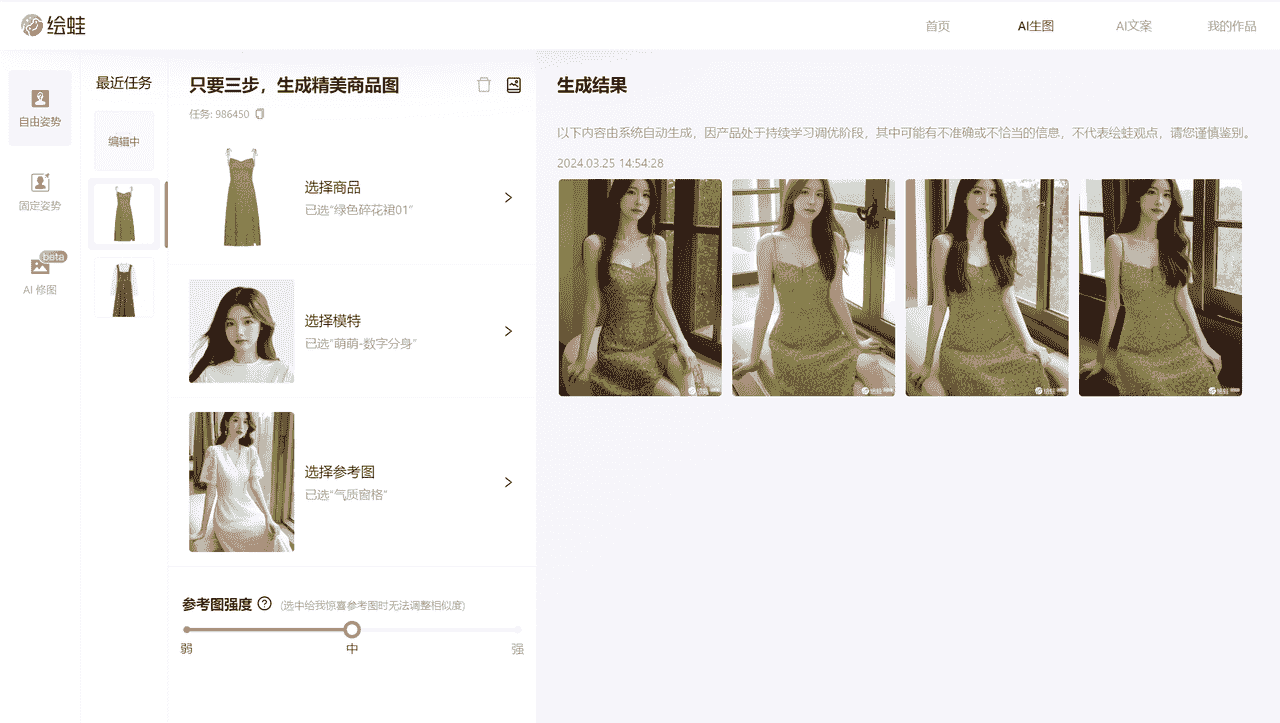 绘蛙
首页
AI生图
AI文案
我的作品
自由姿势
固定姿势
beta
AI 修图
最近任务
编辑中
只要三步，生成精美商品图
任务: 986450
选择商品
已选“绿色碎花裙01”
选择模特
已选“萌萌-数字分身”
选择参考图
已选“气质窗格”
参考图强度 ? (选中给我惊喜参考图时无法调整相似度)
弱
中
强
生成结果
以下内容由系统自动生成，因产品处于持续学习调优阶段，其中可能有不准确或不恰当的信息，不代表绘蛙观点，请您谨慎鉴别。
2024.03.25 14:54:28
绘蛙
绘蛙
绘蛙
绘蛙